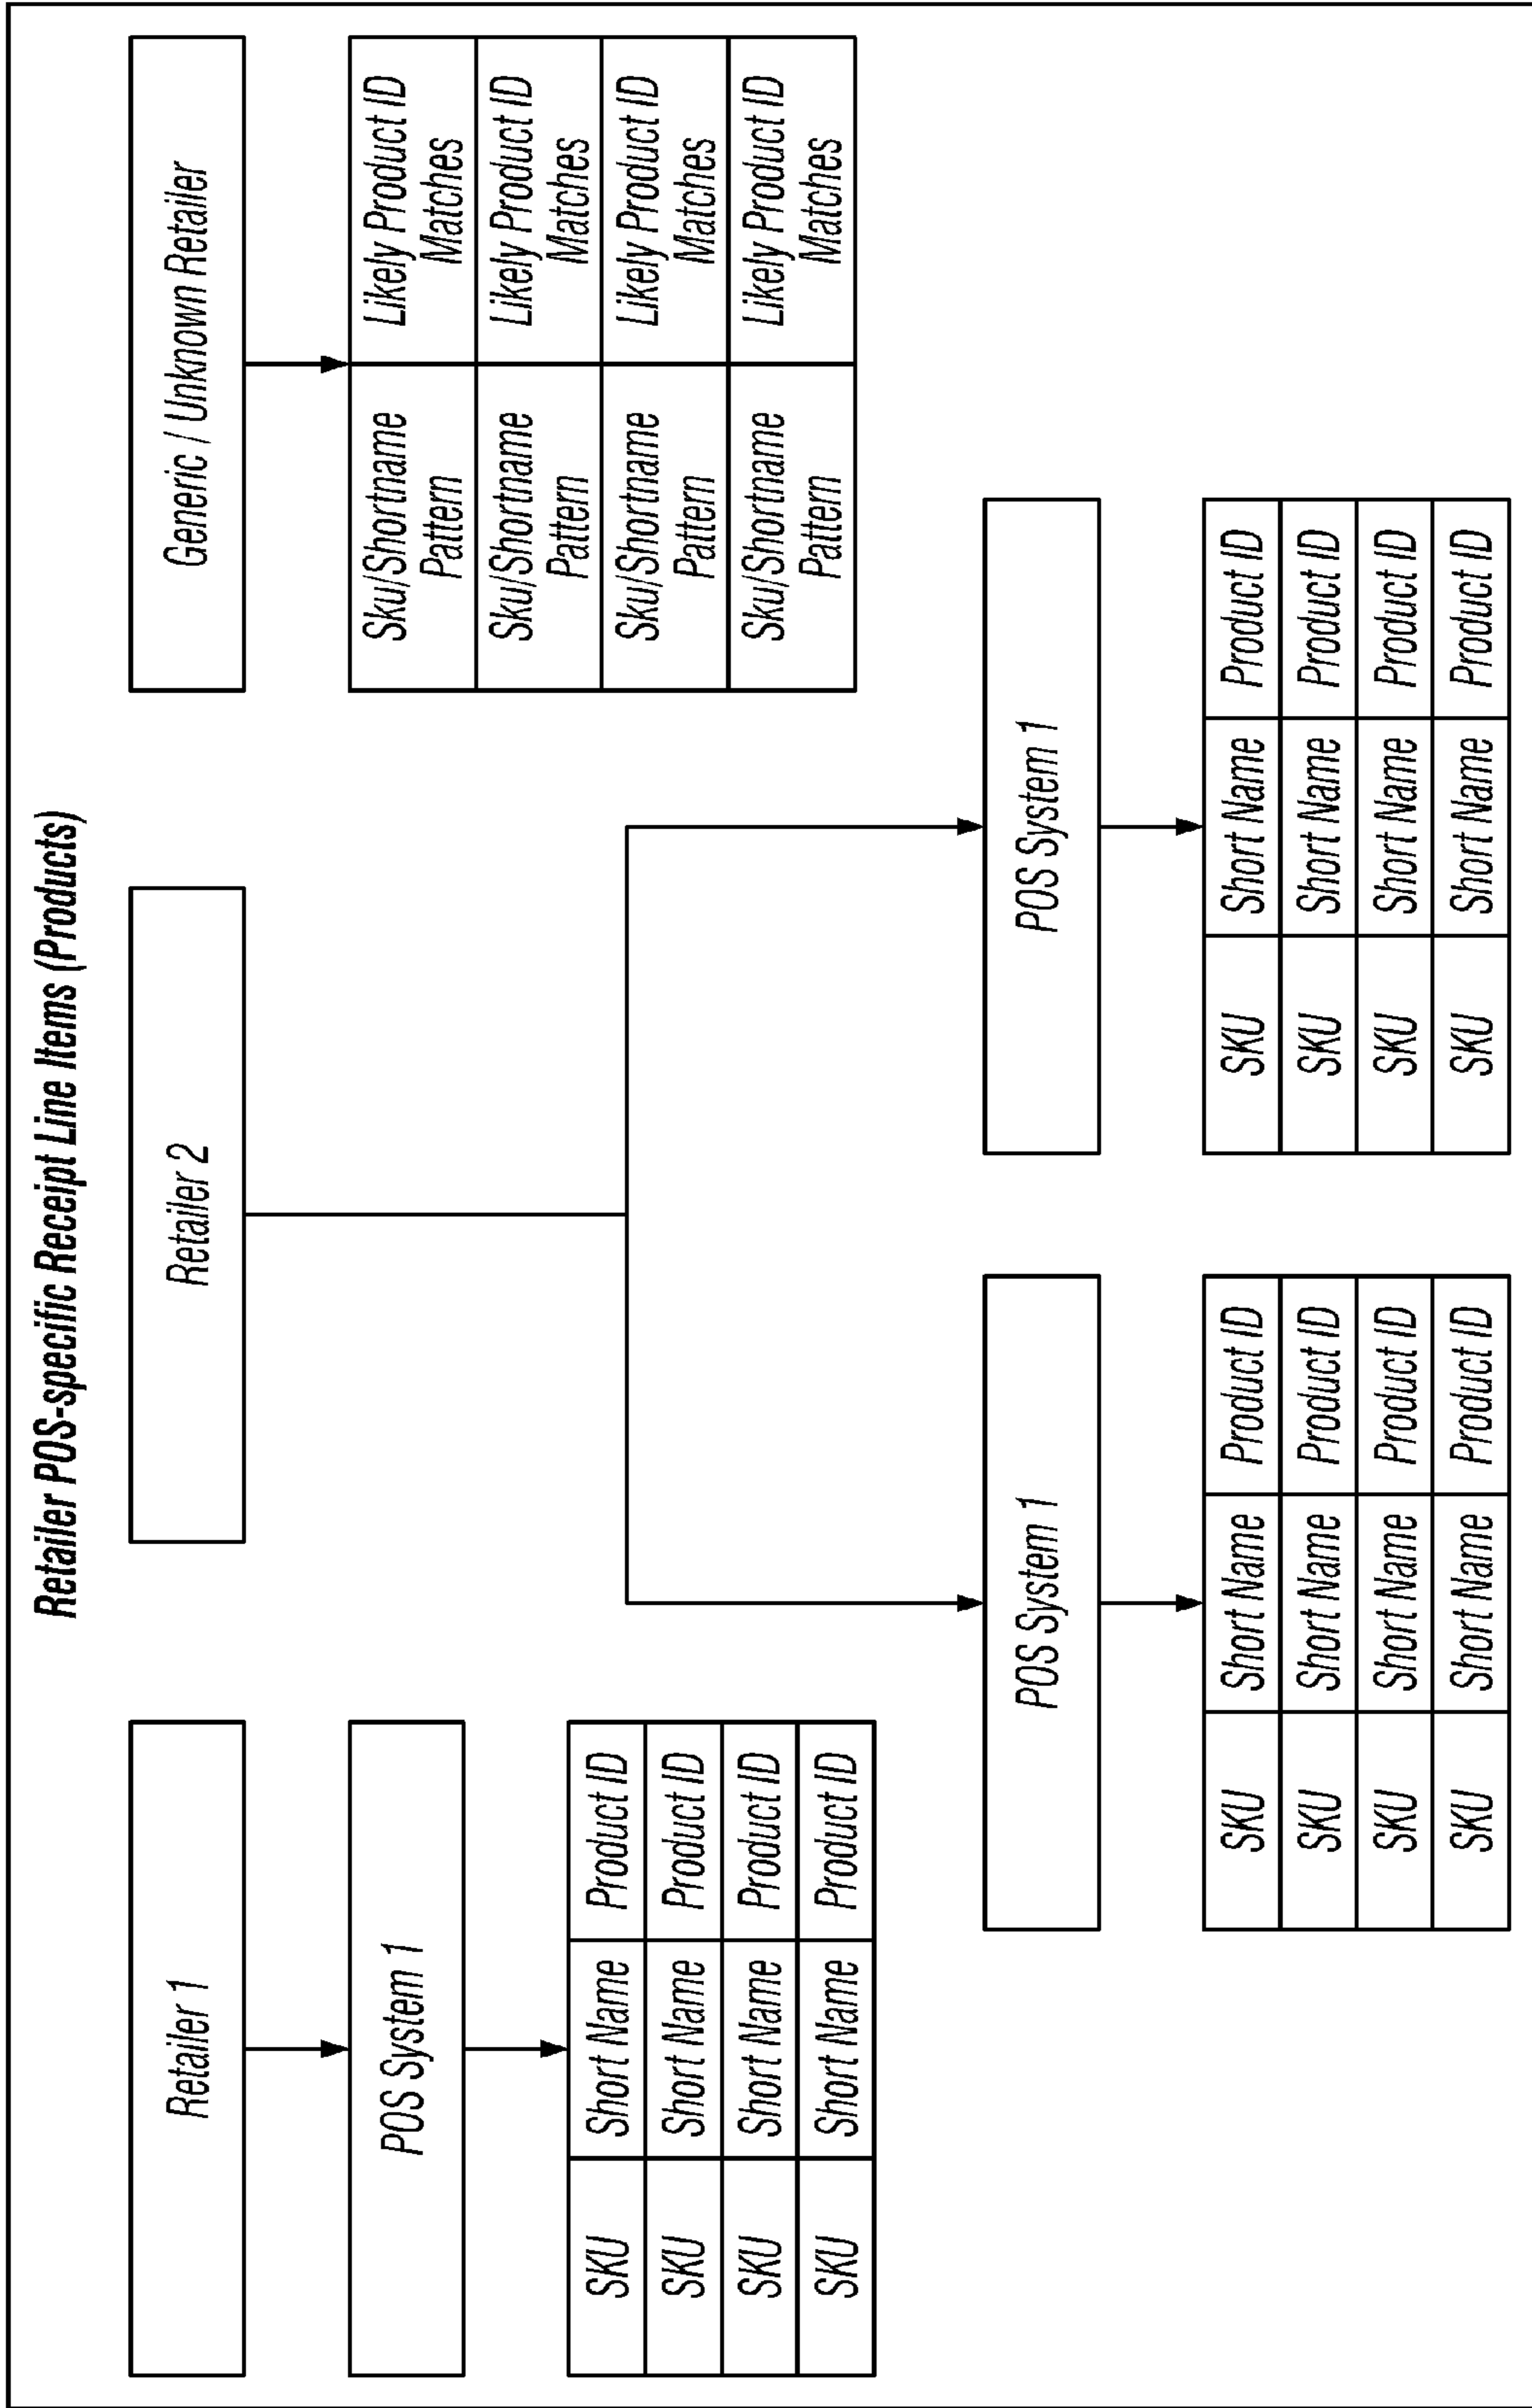 Retailer POS-specific Receipt Line Items (Products)
Retailer 1
POS System 1
SKU Short Name Product ID
SKU Short Name Product ID
SKU Short Name Product ID
SKU Short Name Product ID
Retailer 2
POS System 1
SKU Short Name Product ID
SKU Short Name Product ID
SKU Short Name Product ID
SKU Short Name Product ID
POS System 1
SKU Short Name Product ID
SKU Short Name Product ID
SKU Short Name Product ID
SKU Short Name Product ID
Generic / Unknown Retailer
Sku/Shortname
Pattern
Likely Product ID
Matches
Sku/Shortname
Pattern
Likely Product ID
Matches
Sku/Shortname
Pattern
Likely Product ID
Matches
Sku/Shortname
Pattern
Likely Product ID
Matches